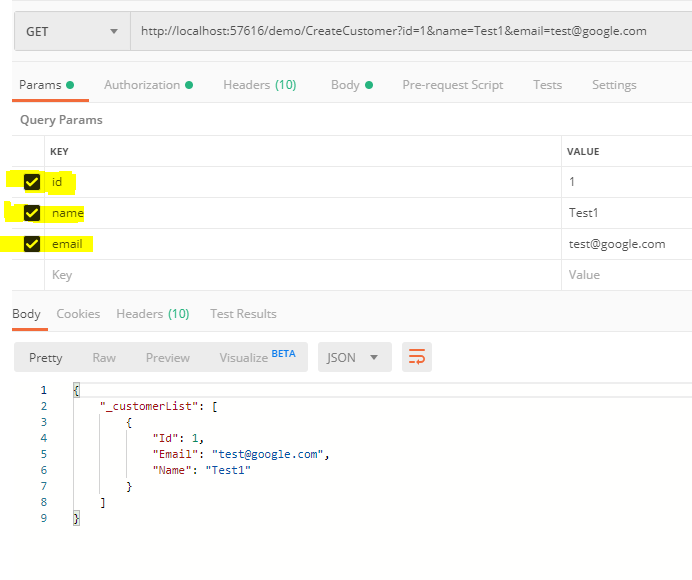 GET http://localhost:57616/demo/CreateCustomer?id=1&name=Test1&email=test@google.com
Params Authorization Headers (10) Body Pre-request Script Tests Settings
Query Params
KEY VALUE
id 1
name Test1
email test@google.com
Key Value
Body Cookies Headers (10) Test Results
Pretty Raw Preview Visualize BETA JSON
1 {
2 "_customerList": [
3 {
4 "Id": 1,
5 "Email": "test@google.com",
6 "Name": "Test1"
7 }
8 ]
9 }